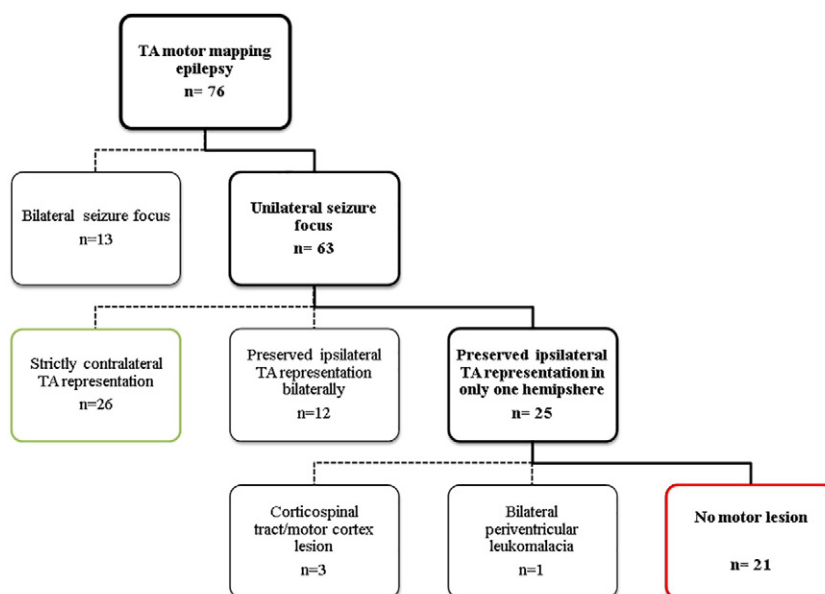 TA motor mapping
epilepsy
n= 76
Bilateral seizure focus
n=13
Unilateral seizure
focus
n= 63
Strictly contralateral
TA representation
n=26
Preserved ipsilateral
TA representation
bilaterally
n=12
Preserved ipsilateral
TA representation in
only one hemipshere
n= 25
Corticospinal
tract/motor cortex
lesion
n=3
Bilateral
periventricular
leukomalacia
n=1
No motor lesion
n= 21